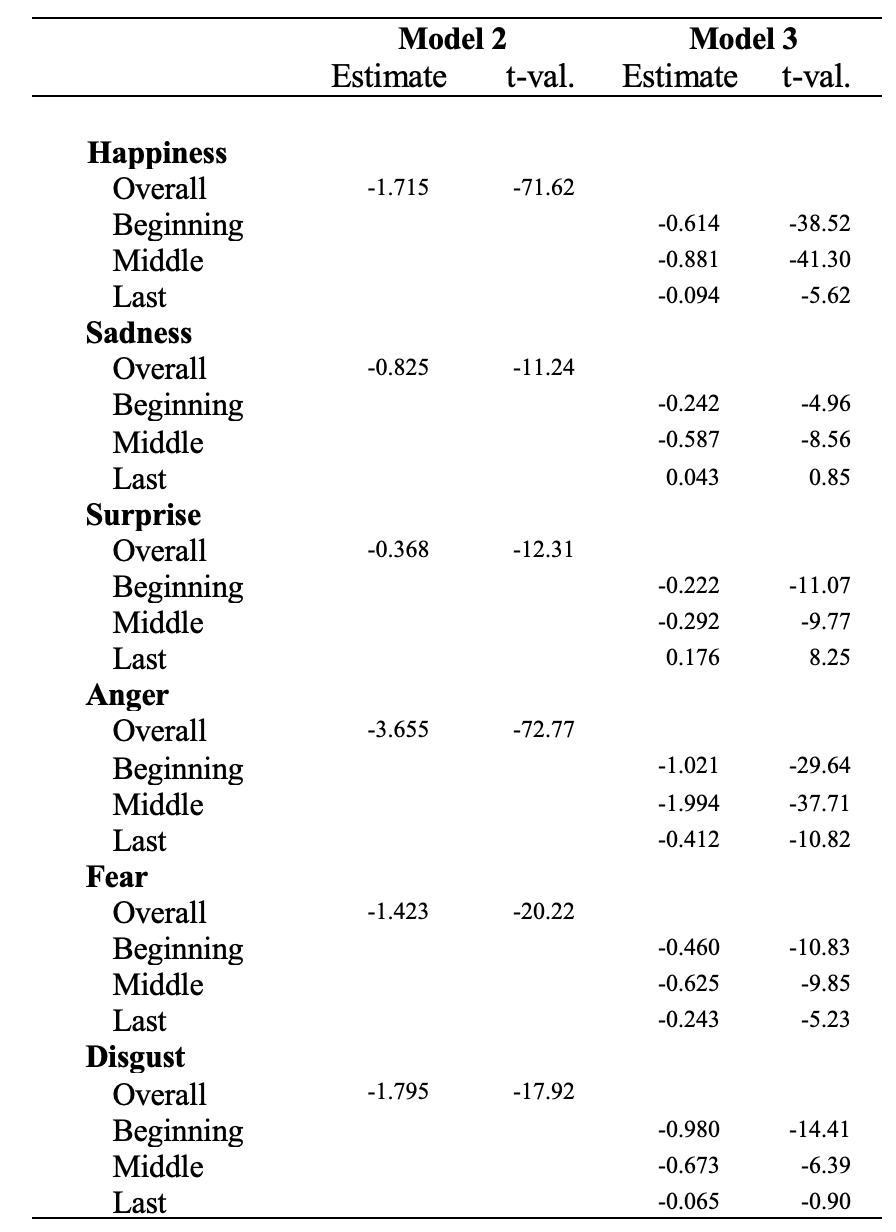 Model 2 Model 3
Estimate t-val. Estimate t-val.
Happiness
Overall -1.715 -71.62
Beginning -0.614 -38.52
Middle -0.881 -41.30
Last -0.094 -5.62
Sadness
Overall -0.825 -11.24
Beginning -0.242 -4.96
Middle -0.587 -8.56
Last 0.043 0.85
Surprise
Overall -0.368 -12.31
Beginning -0.222 -11.07
Middle -0.292 -9.77
Last 0.176 8.25
Anger
Overall -3.655 -72.77
Beginning -1.021 -29.64
Middle -1.994 -37.71
Last -0.412 -10.82
Fear
Overall -1.423 -20.22
Beginning -0.460 -10.83
Middle -0.625 -9.85
Last -0.243 -5.23
Disgust
Overall -1.795 -17.92
Beginning -0.980 -14.41
Middle -0.673 -6.39
Last -0.065 -0.90